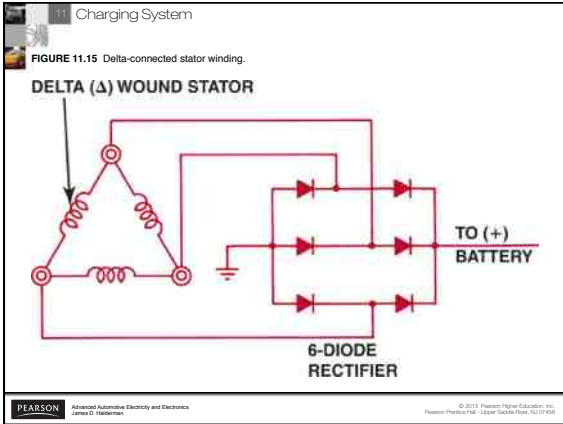 11 Charging System
FIGURE 11.15 Delta-connected stator winding.
DELTA (Δ) WOUND STATOR
TO (+)
BATTERY
6-DIODE
RECTIFIER
PEARSON
Advanced Automotive Electricity and Electronics
James D. Halderman
© 2013 Pearson Higher Education, Inc.
Pearson Prentice Hall - Upper Saddle River, NJ 07458